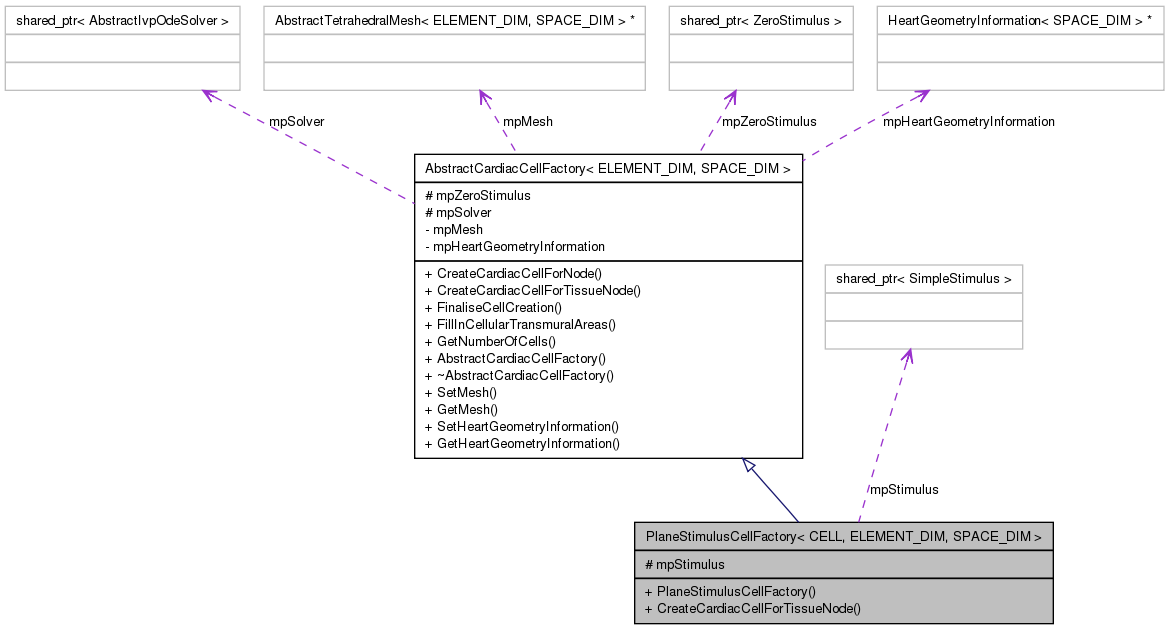 shared_ptr< AbstractIvpOdeSolver >
AbstractTetrahedralMesh< ELEMENT_DIM, SPACE_DIM > *
shared_ptr< ZeroStimulus >
HeartGeometryInformation< SPACE_DIM > *
mpSolver
mpMesh
mpZeroStimulus
mpHeartGeometryInformation
AbstractCardiacCellFactory< ELEMENT_DIM, SPACE_DIM >
# mpZeroStimulus
# mpSolver
- mpMesh
- mpHeartGeometryInformation
+ CreateCardiacCellForNode()
+ CreateCardiacCellForTissueNode()
+ FinaliseCellCreation()
+ FillInCellularTransmuralAreas()
+ GetNumberOfCells()
+ AbstractCardiacCellFactory()
+ ~AbstractCardiacCellFactory()
+ SetMesh()
+ GetMesh()
+ SetHeartGeometryInformation()
+ GetHeartGeometryInformation()
shared_ptr< SimpleStimulus >
mpStimulus
PlaneStimulusCellFactory< CELL, ELEMENT_DIM, SPACE_DIM >
# mpStimulus
+ PlaneStimulusCellFactory()
+ CreateCardiacCellForTissueNode()